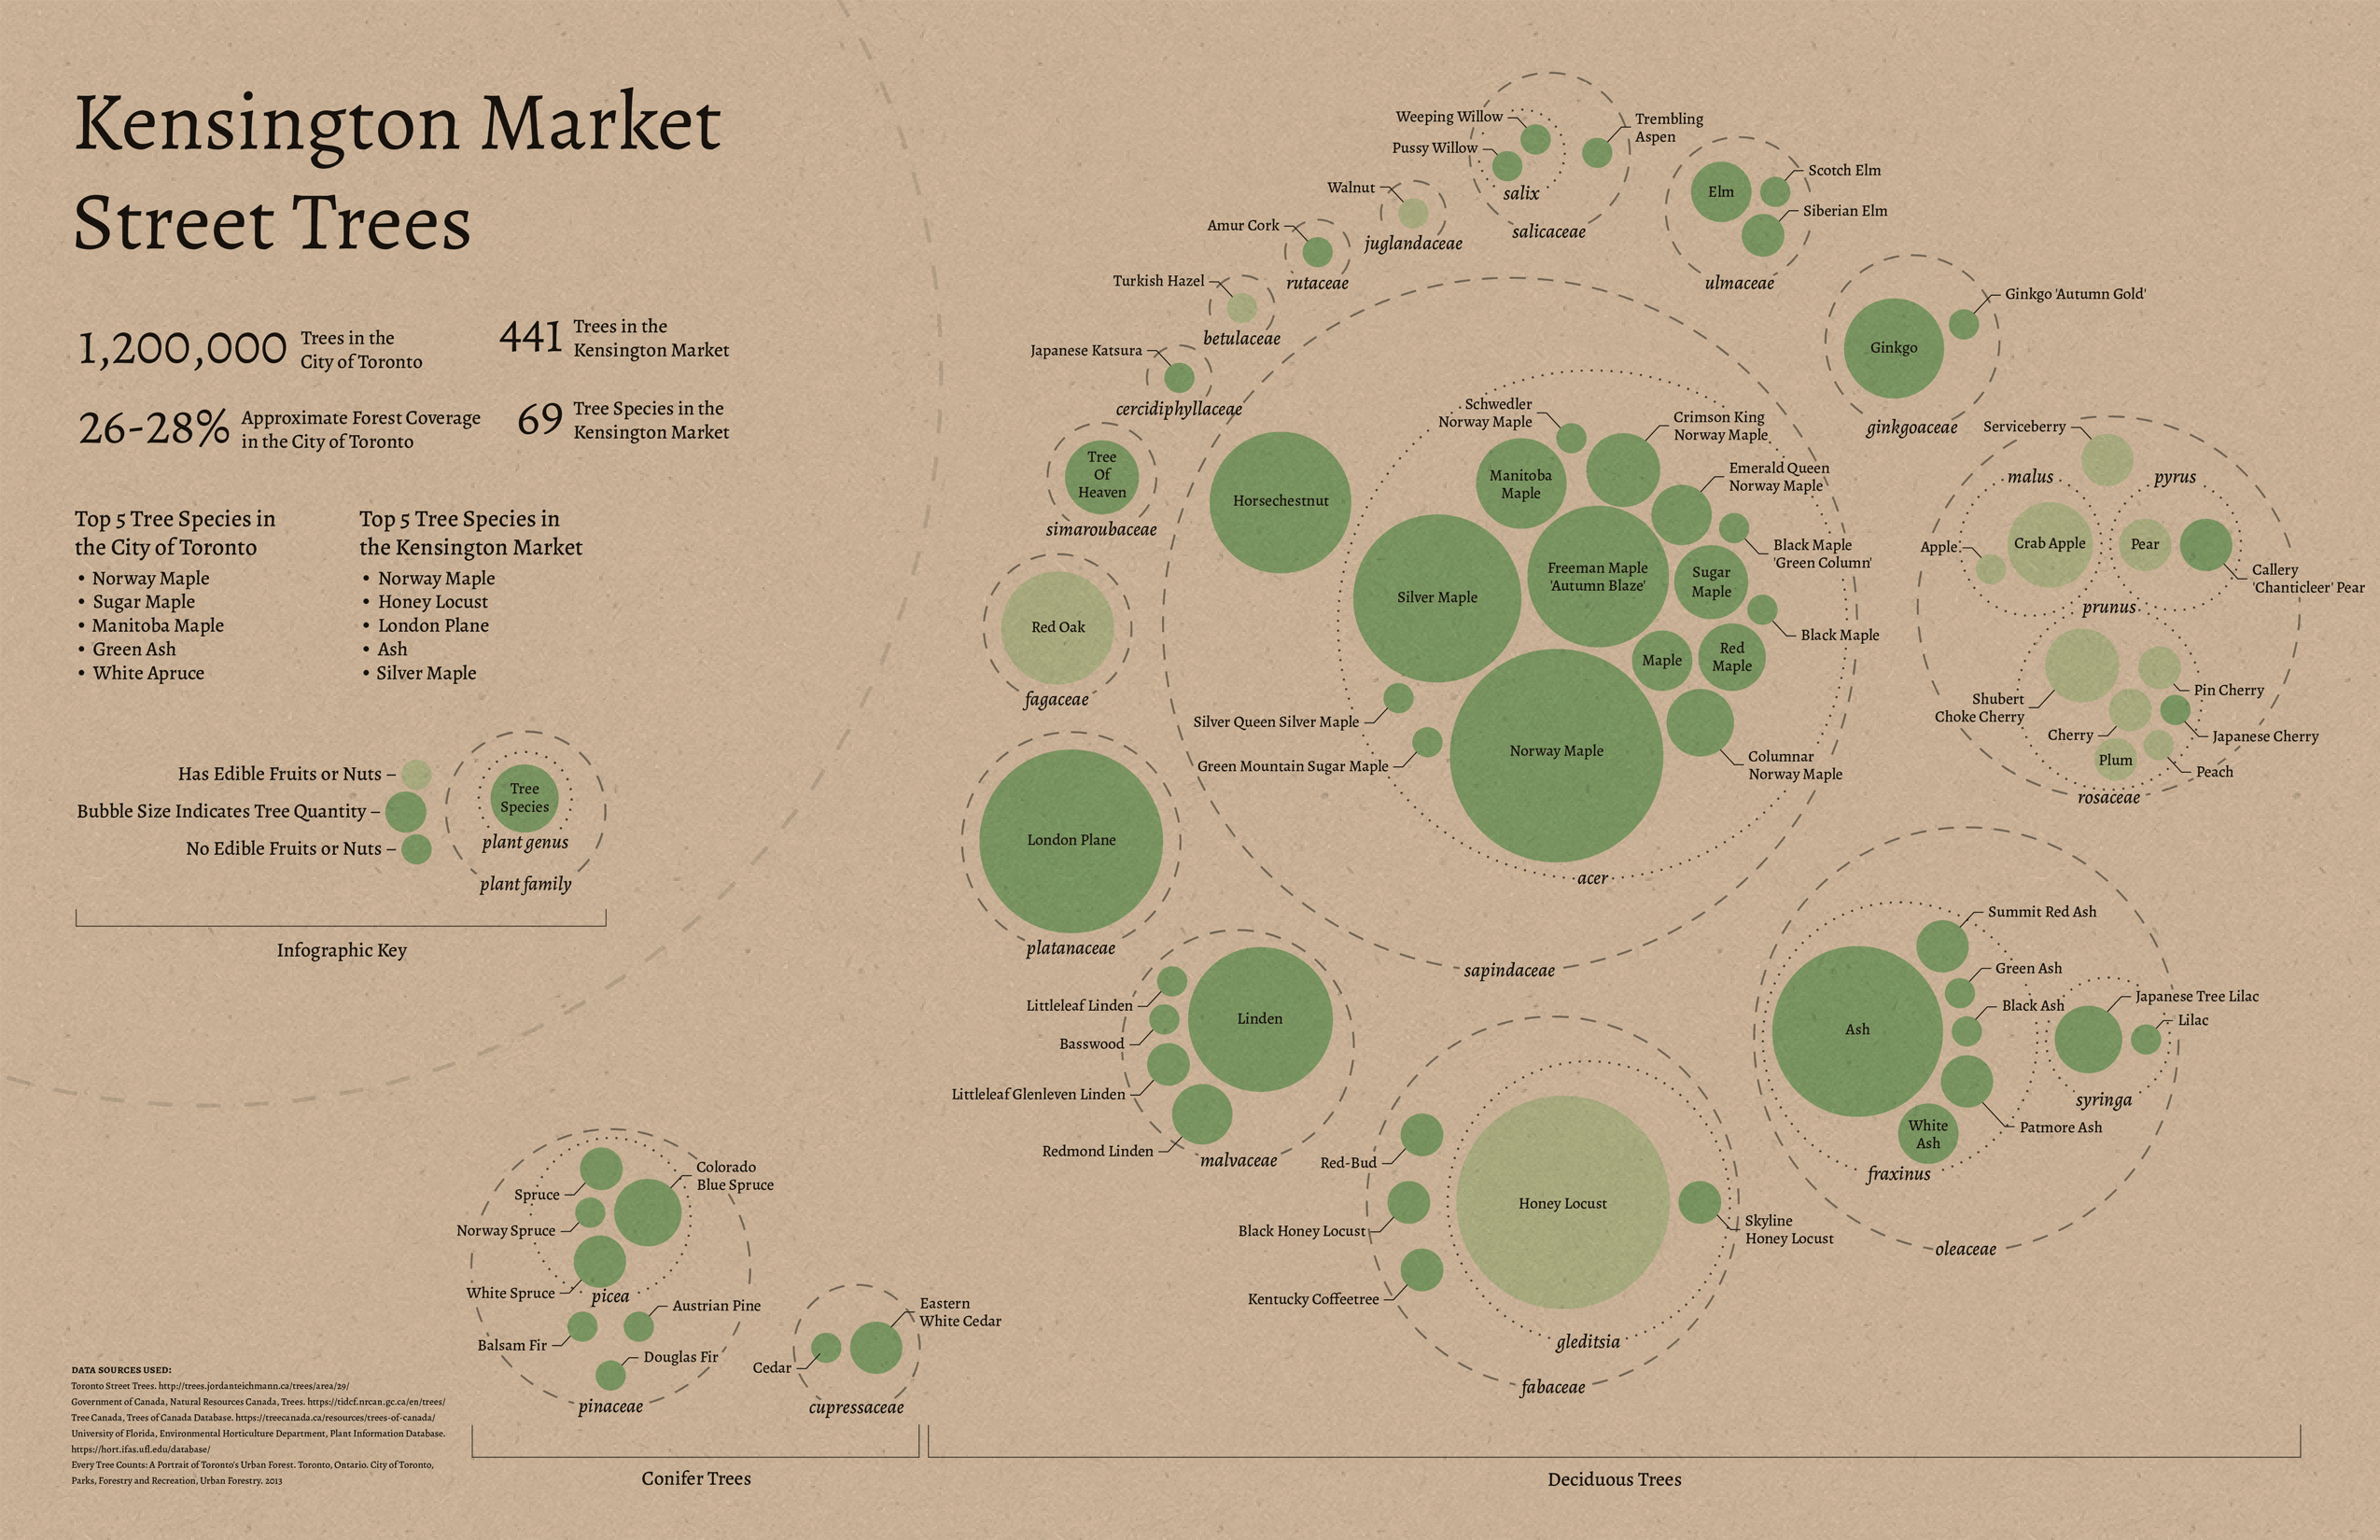 Kensington Market
Street Trees
1,200,000
Trees in the
City of Toronto
441
Trees in the
Kensington Market
26-28%
Approximate Forest Coverage
in the City of Toronto
69
Tree Species in the
Kensington Market
Top 5 Tree Species in
the City of Toronto
• Norway Maple
• Sugar Maple
• Manitoba Maple
• Green Ash
• White Apruce
Top 5 Tree Species in
the Kensington Market
• Norway Maple
• Honey Locust
• London Plane
• Ash
• Silver Maple
Has Edible Fruits or Nuts –
Bubble Size Indicates Tree Quantity –
No Edible Fruits or Nuts –
Tree
Species
plant genus
plant family
Infographic Key
Weeping Willow
Pussy Willow
salix
Trembling
Aspen
salicaceae
Walnut
juglandaceae
Amur Cork
rutaceae
Turkish Hazel
betulaceae
Japanese Katsura
cercidiphyllaceae
Elm
Scotch Elm
Siberian Elm
ulmaceae
Ginkgo
Ginkgo 'Autumn Gold'
ginkgoaceae
Tree
Of
Heaven
simaroubaceae
Red Oak
fagaceae
London Plane
platanaceae
Horsechestnut
Schwedler
Norway Maple
Crimson King
Norway Maple
Manitoba
Maple
Emerald Queen
Norway Maple
Black Maple
'Green Column'
Silver Maple
Freeman Maple
'Autumn Blaze'
Sugar
Maple
Black Maple
Maple
Red
Maple
Silver Queen Silver Maple
Green Mountain Sugar Maple
Norway Maple
Columnar
Norway Maple
acer
sapindaceae
Serviceberry
malus
pyrus
Apple
Crab Apple
Pear
Callery
'Chanticleer' Pear
prunus
Shubert
Choke Cherry
Pin Cherry
Cherry
Japanese Cherry
Plum
Peach
rosaceae
Littleleaf Linden
Linden
Basswood
Littleleaf Glenleven Linden
Redmond Linden
malvaceae
Red-Bud
Black Honey Locust
Kentucky Coffeetree
Honey Locust
Skyline
Honey Locust
gleditsia
fabaceae
Summit Red Ash
Green Ash
Black Ash
Ash
Patmore Ash
White
Ash
fraxinus
Japanese Tree Lilac
Lilac
syringa
oleaceae
Spruce
Colorado
Blue Spruce
Norway Spruce
White Spruce
picea
Austrian Pine
Balsam Fir
Douglas Fir
pinaceae
Eastern
White Cedar
Cedar
cupressaceae
Conifer Trees
Deciduous Trees
DATA SOURCES USED:
Toronto Street Trees. http://trees.jordanteichmann.ca/trees/area/29/
Government of Canada, Natural Resources Canada, Trees. https://tidcf.nrcan.gc.ca/en/trees/
Tree Canada, Trees of Canada Database. https://treecanada.ca/resources/trees-of-canada/
University of Florida, Environmental Horticulture Department, Plant Information Database.
https://hort.ifas.ufl.edu/database/
Every Tree Counts: A Portrait of Toronto's Urban Forest. Toronto, Ontario. City of Toronto,
Parks, Forestry and Recreation, Urban Forestry. 2013